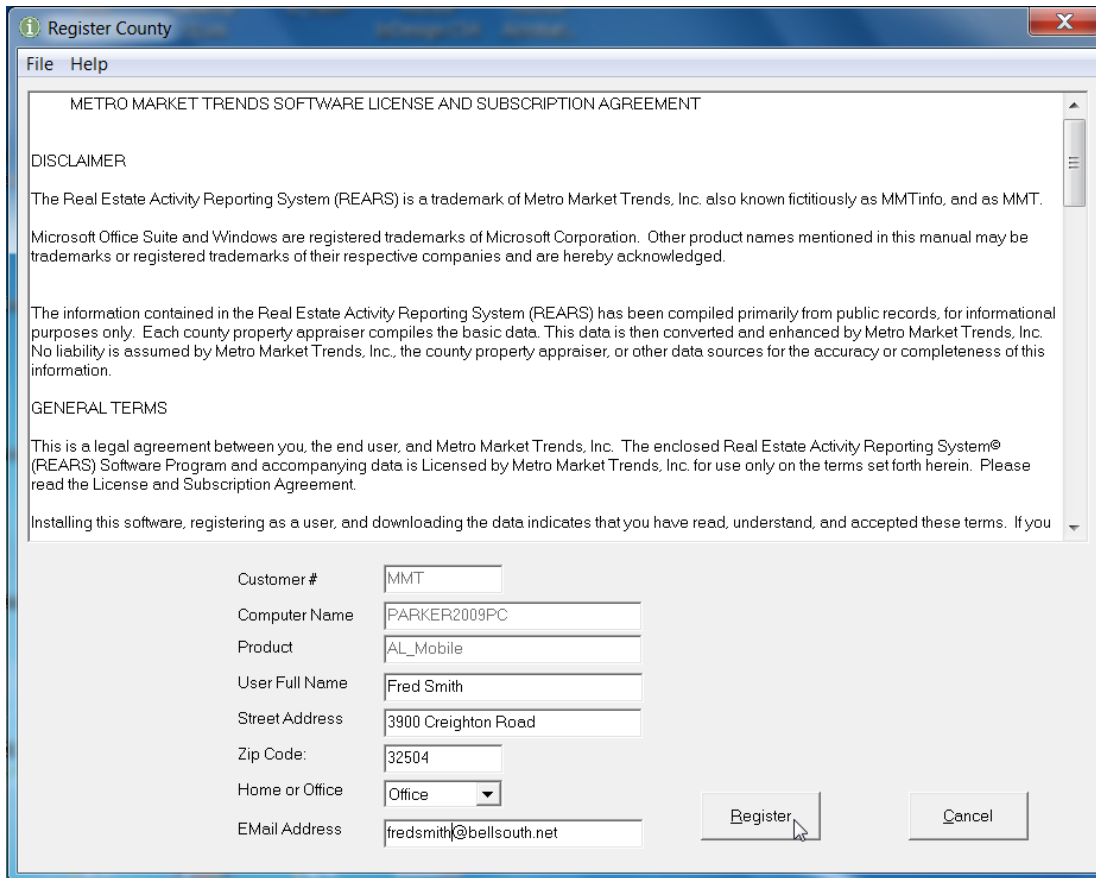 Register County
File Help
METRO MARKET TRENDS SOFTWARE LICENSE AND SUBSCRIPTION AGREEMENT
DISCLAIMER
The Real Estate Activity Reporting System (REARS) is a trademark of Metro Market Trends, Inc. also known fictitiously as MMTinfo, and as MMT.
Microsoft Office Suite and Windows are registered trademarks of Microsoft Corporation. Other product names mentioned in this manual may be
trademarks or registered trademarks of their respective companies and are hereby acknowledged.
The information contained in the Real Estate Activity Reporting System (REARS) has been compiled primarily from public records, for informational
purposes only. Each county property appraiser compiles the basic data. This data is then converted and enhanced by Metro Market Trends, Inc.
No liability is assumed by Metro Market Trends, Inc., the county property appraiser, or other data sources for the accuracy or completeness of this
information.
GENERAL TERMS
This is a legal agreement between you, the end user, and Metro Market Trends, Inc. The enclosed Real Estate Activity Reporting System©
(REARS) Software Program and accompanying data is Licensed by Metro Market Trends, Inc. for use only on the terms set forth herein. Please
read the License and Subscription Agreement.
Installing this software, registering as a user, and downloading the data indicates that you have read, understand, and accepted these terms. If you
Customer # MMT
Computer Name PARKER2009PC
Product AL_Mobile
User Full Name Fred Smith
Street Address 3900 Creighton Road
Zip Code: 32504
Home or Office Office
EMail Address fredsmith@bellsouth.net
Register Cancel